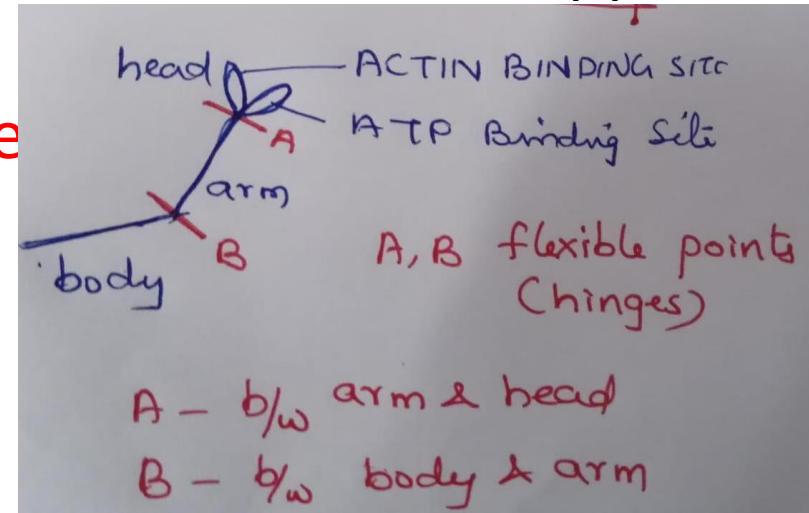 head
ACTIN BINDING SITE
ATP Binding Site
A
arm
B
body
A, B flexible points
(hinges)
A - b/w arm & head
B - b/w body & arm